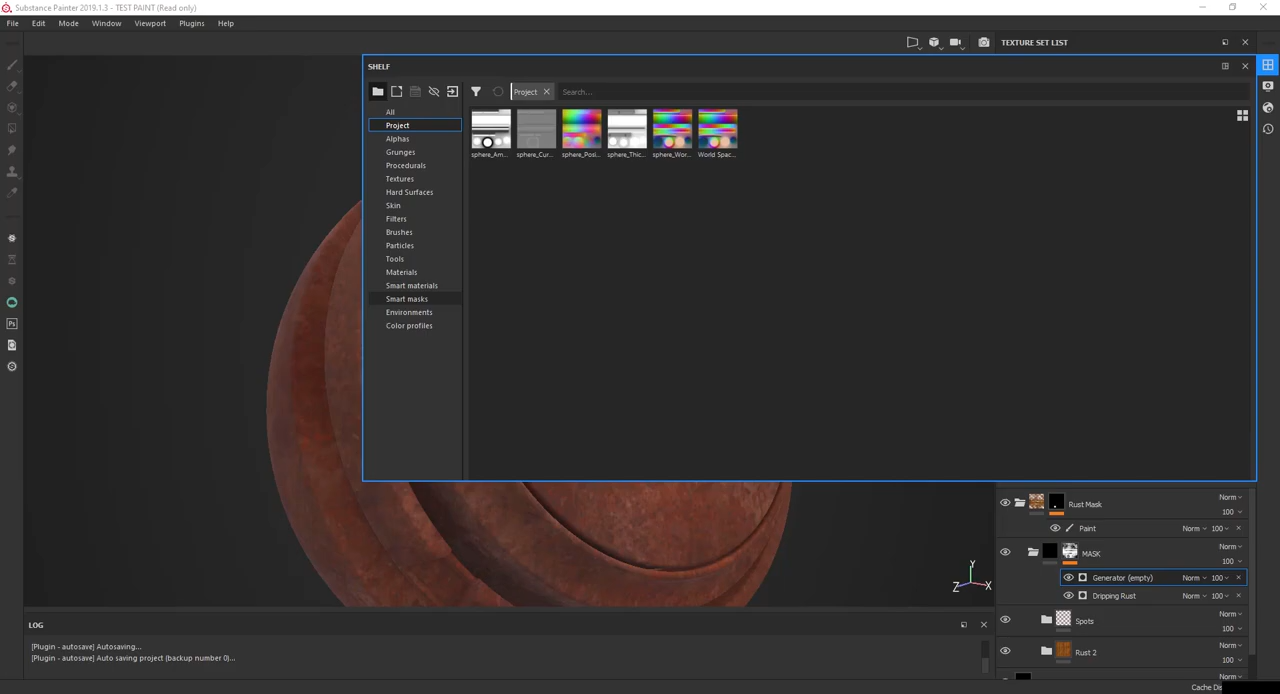 Substance Painter 2019.1.3 - TEST PAINT (Read only)
File Edit Mode Window Viewport Plugins Help
TEXTURE SET LIST
SHELF
Project Search...
All
Project
Alphas
Grunges
Procedurals
Textures
Hard Surfaces
Skin
Filters
Brushes
Particles
Tools
Materials
Smart materials
Smart masks
Environments
Color profiles
sphere_Am... sphere_Cur... sphere_Posi... sphere_Thic... sphere_Wor... World Spac...
Ps
Y
Z X
Rust Mask Norm
100
Paint Norm 100
MASK Norm
100
Generator (empty) Norm 100
Dripping Rust Norm 100
Spots Norm
100
Rust 2 Norm
100
Norm
LOG
[Plugin - autosave] Autosaving...
[Plugin - autosave] Auto saving project (backup number 0)...
Cache Di